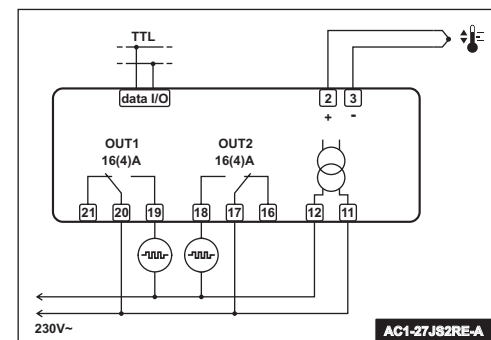 TTL
data I/O
2 3
+ -
OUT1 OUT2
16(4)A 16(4)A
21 20 19 18 17 16 12 11
230V~
AC1-27JS2RE-A